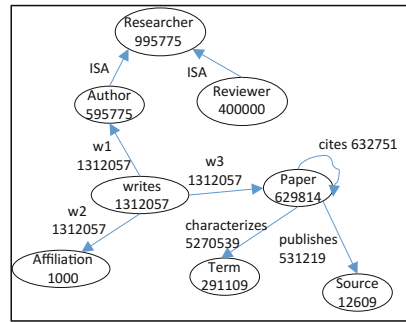 Researcher
995775
ISA
ISA
Author
595775
Reviewer
400000
cites 632751
w1
1312057
w3
1312057
writes
1312057
Paper
629814
w2
1312057
characterizes
5270539
publishes
531219
Affiliation
1000
Term
291109
Source
12609